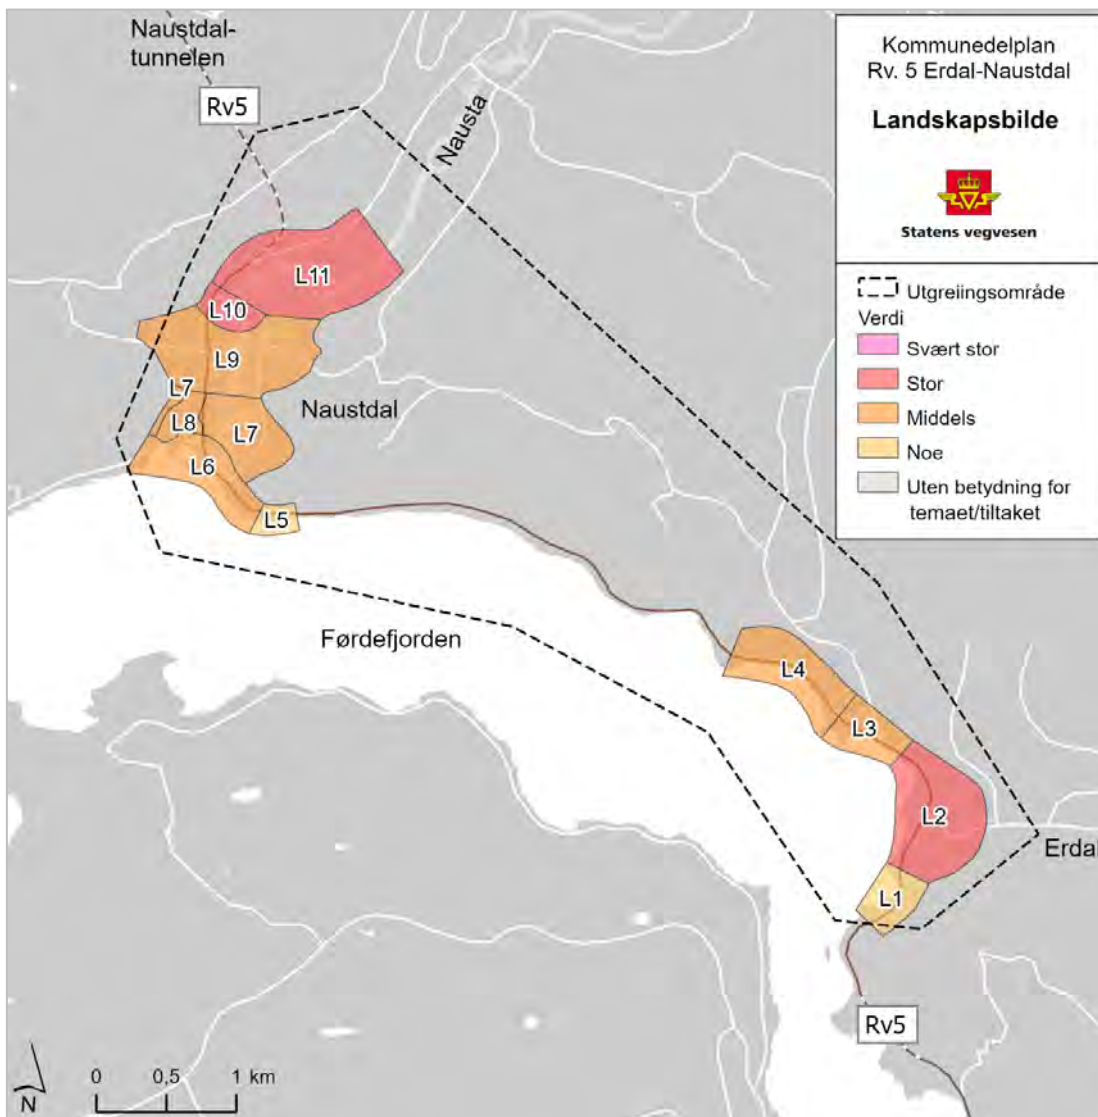 Naustdal-
tunnelen
Rv5
Nausta
Kommunedelplan
Rv. 5 Erdal-Naustdal
Landskapsbilde
Statens vegvesen
Utgreiingsområde
Verdi
Svært stor
Stor
Middels
Noe
Uten betydning for
temaet/tiltaket
L11
L10
L9
L7
L8
L7
Naustdal
L6
L5
Førdefjorden
L4
L3
L2
Erdal
L1
Rv5
N
0 0,5 1 km